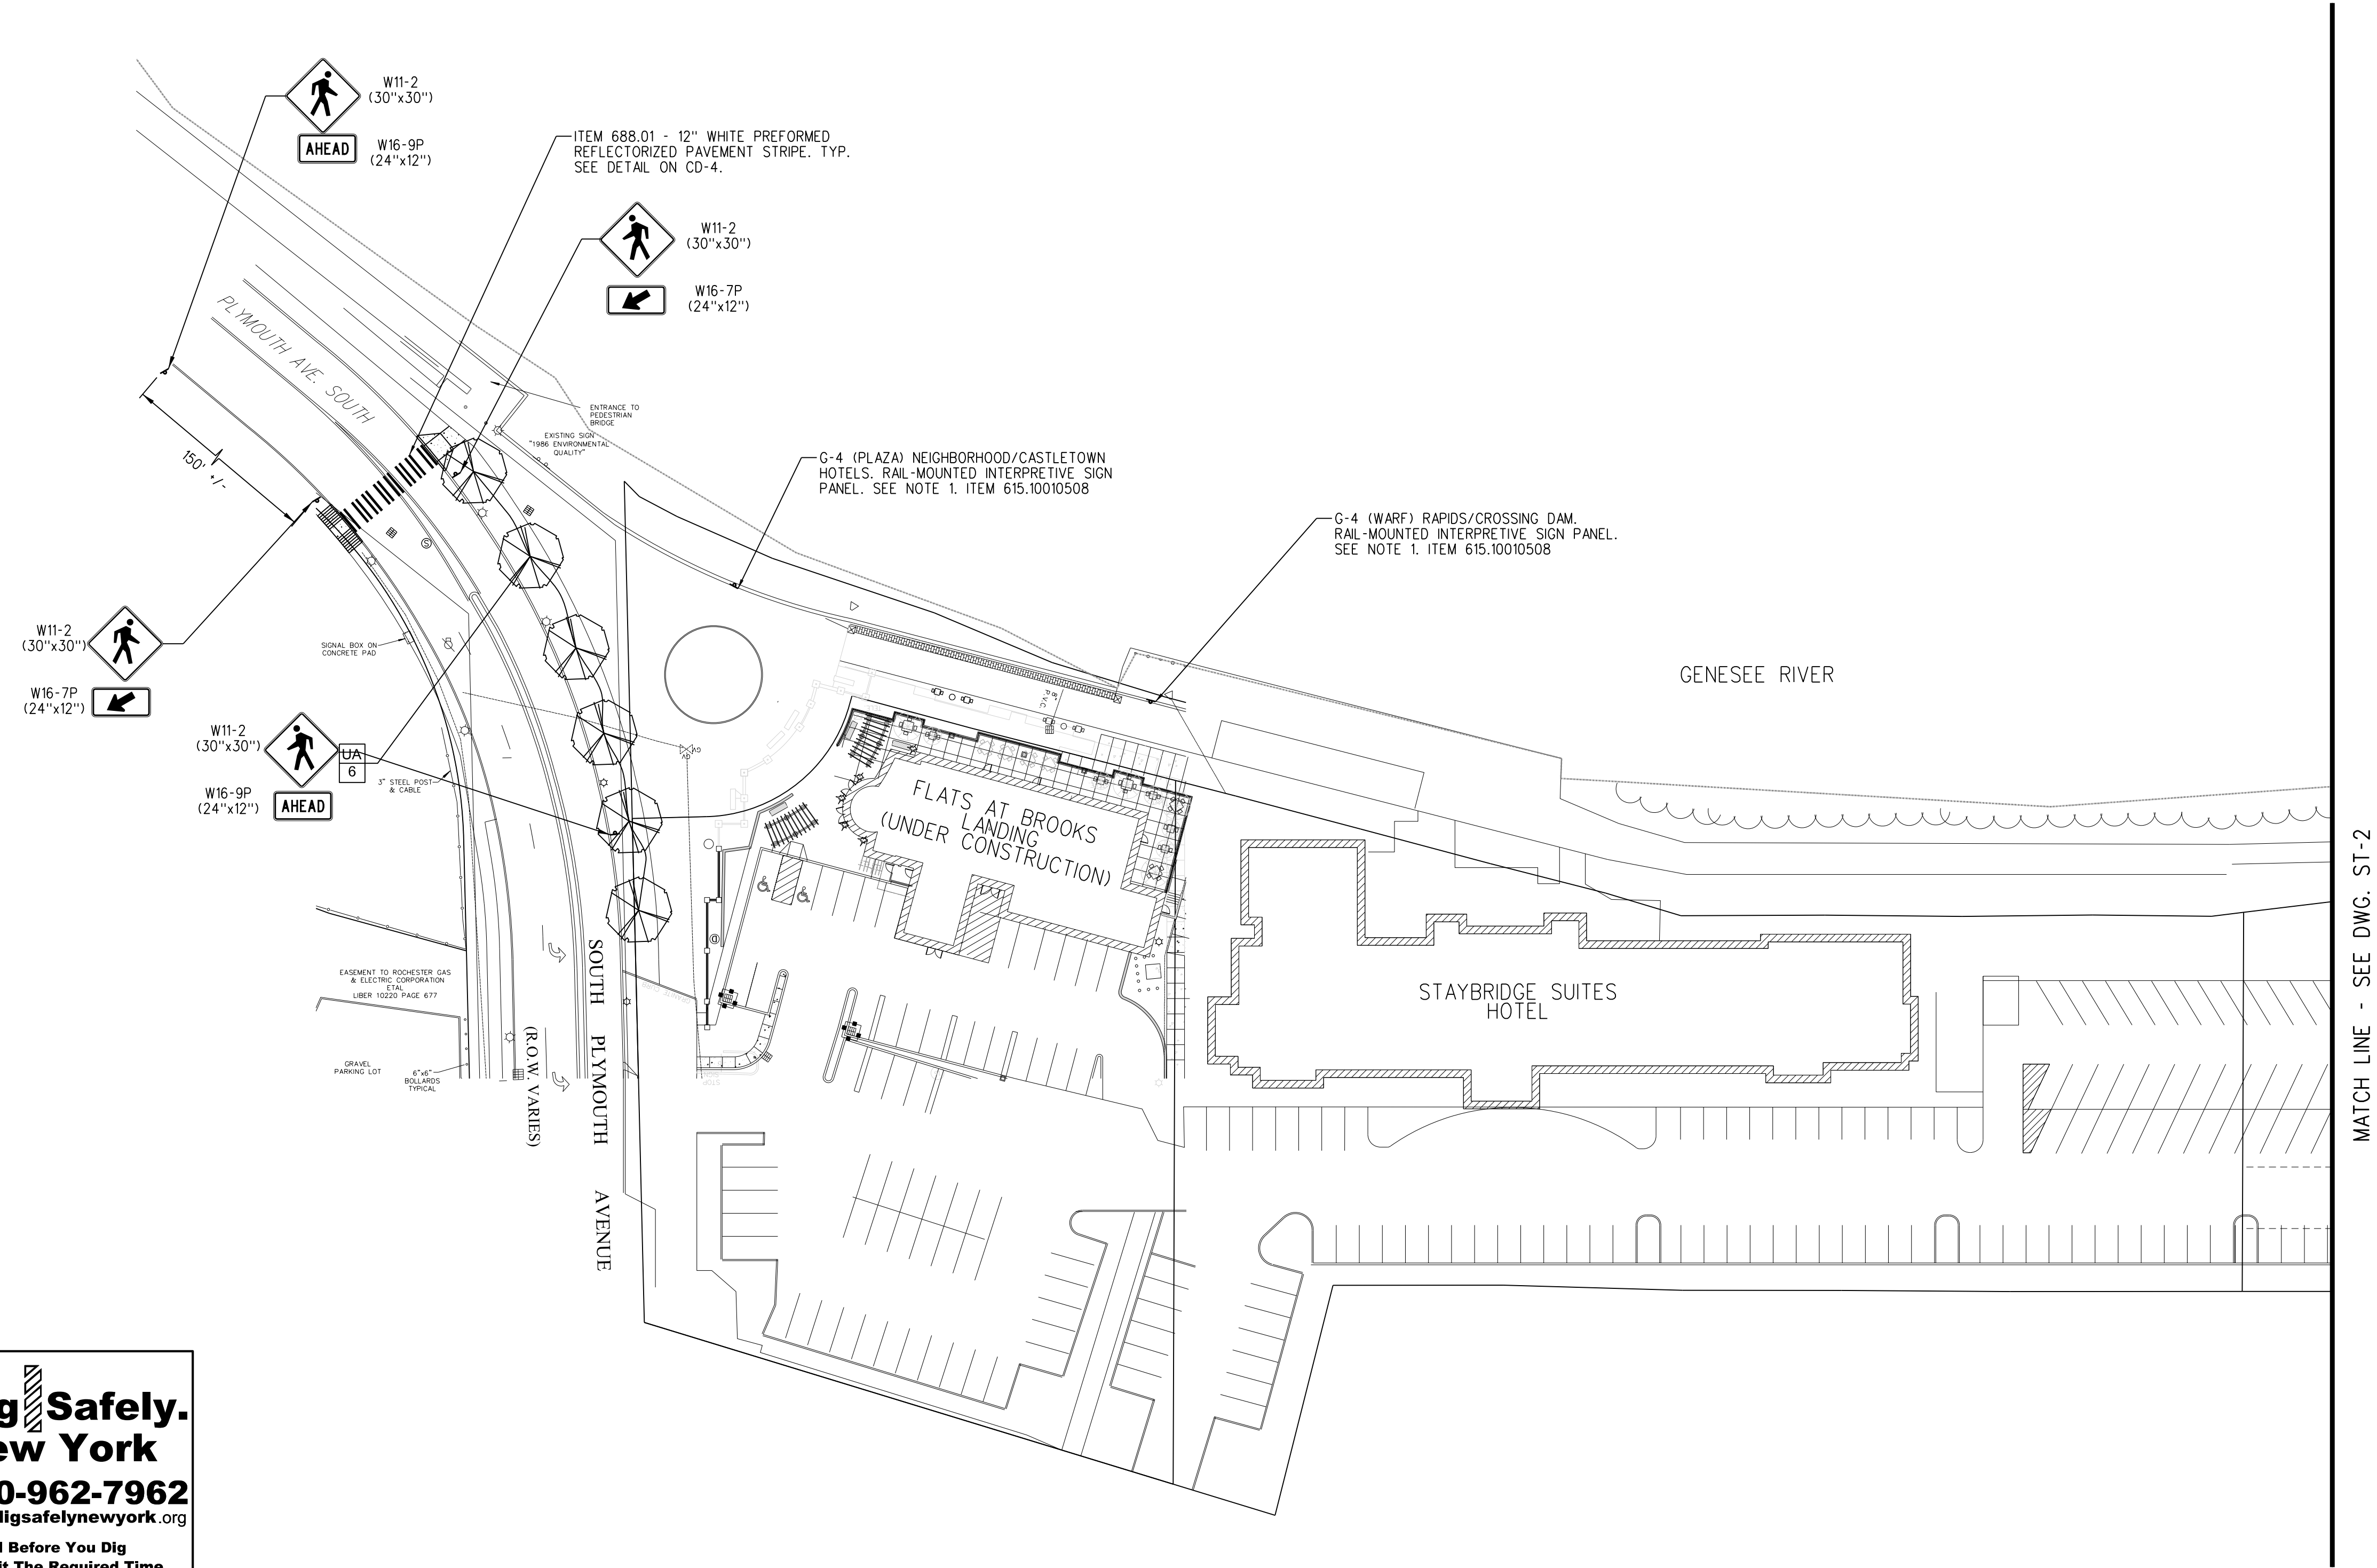 W11-2
(30"x30")
AHEAD
W16-9P
(24"x12")
ITEM 688.01 - 12" WHITE PREFORMED
REFLECTORIZED PAVEMENT STRIPE. TYP.
SEE DETAIL ON CD-4.
W11-2
(30"x30")
W16-7P
(24"x12")
PLYMOUTH AVE. SOUTH
150' +/-
ENTRANCE TO
PEDESTRIAN
BRIDGE
EXISTING SIGN
"1986 ENVIRONMENTAL
QUALITY"
G-4 (PLAZA) NEIGHBORHOOD/CASTLETOWN
HOTELS. RAIL-MOUNTED INTERPRETIVE SIGN
PANEL. SEE NOTE 1. ITEM 615.10010508
G-4 (WARF) RAPIDS/CROSSING DAM.
RAIL-MOUNTED INTERPRETIVE SIGN PANEL.
SEE NOTE 1. ITEM 615.10010508
GENESEE RIVER
W11-2
(30"x30")
W16-7P
(24"x12")
SIGNAL BOX ON
CONCRETE PAD
W11-2
(30"x30")
W16-9P
(24"x12")
AHEAD
UA
6
3" STEEL POST
& CABLE
S
GV
GV
8"
P.V.C.
D
FLATS AT BROOKS
LANDING
(UNDER CONSTRUCTION)
STAYBRIDGE SUITES
HOTEL
EASEMENT TO ROCHESTER GAS
& ELECTRIC CORPORATION
ETAL
LIBER 10220 PAGE 677
GRAVEL
PARKING LOT
6"x6"
BOLLARDS
TYPICAL
SOUTH PLYMOUTH AVENUE
(R.O.W. VARIES)
STOP
MATCH LINE - SEE DWG. ST-2
g Safely.
ew York
0-962-7962
digsafelynewyork.org
l Before You Dig
it The Required Time